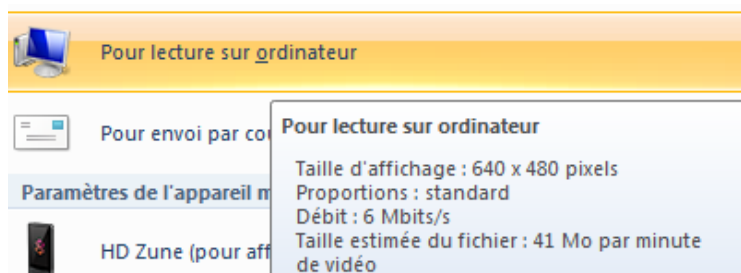 Pour lecture sur ordinateur
Pour envoi par cou
Pour lecture sur ordinateur
Taille d'affichage : 640 x 480 pixels
Proportions : standard
Débit : 6 Mbits/s
Taille estimée du fichier : 41 Mo par minute
de vidéo
Paramètres de l'appareil m
HD Zune (pour aff